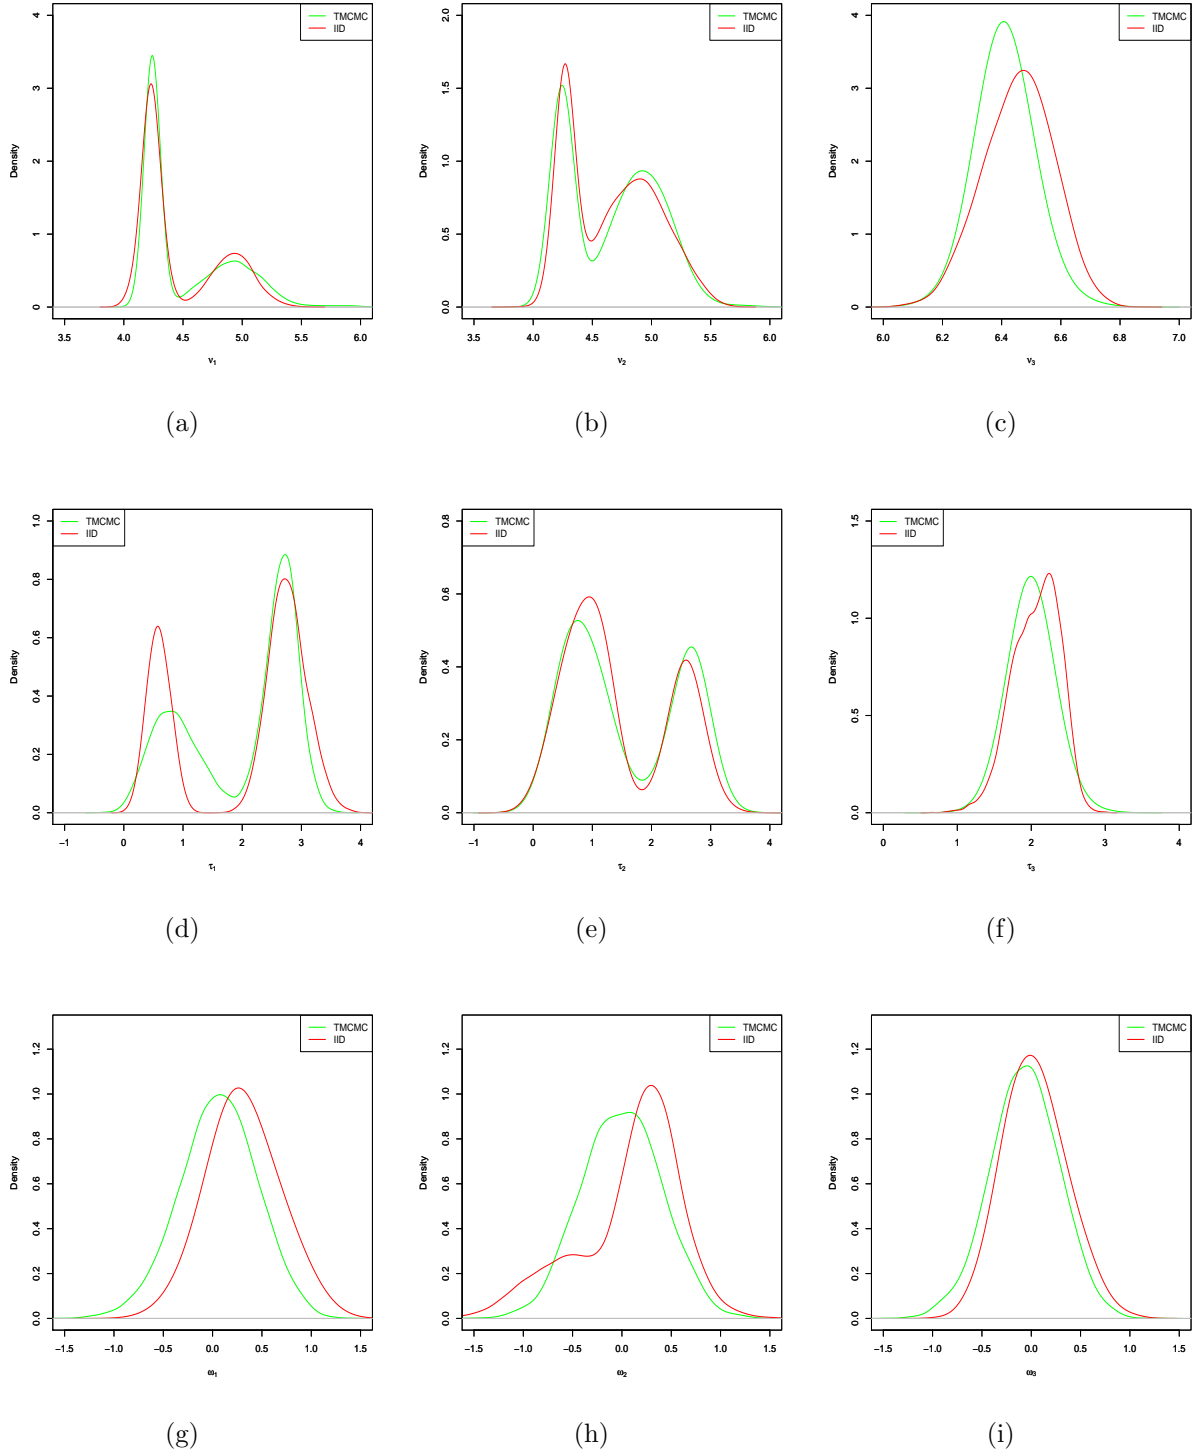 TMCMC
IID
Density
0 1 2 3 4
3.5 4.0 4.5 5.0 5.5 6.0
ν1
(a)
TMCMC
IID
Density
0.0 0.5 1.0 1.5 2.0
3.5 4.0 4.5 5.0 5.5 6.0
ν2
(b)
TMCMC
IID
Density
0 1 2 3 4
6.0 6.2 6.4 6.6 6.8 7.0
ν3
(c)
TMCMC
IID
Density
0.0 0.2 0.4 0.6 0.8 1.0
−1 0 1 2 3 4
τ1
(d)
TMCMC
IID
Density
0.0 0.2 0.4 0.6 0.8
−1 0 1 2 3 4
τ2
(e)
TMCMC
IID
Density
0.0 0.5 1.0 1.5
0 1 2 3 4
τ3
(f)
TMCMC
IID
Density
0.0 0.2 0.4 0.6 0.8 1.0 1.2
−1.5 −1.0 −0.5 0.0 0.5 1.0 1.5
ω1
(g)
TMCMC
IID
Density
0.0 0.2 0.4 0.6 0.8 1.0 1.2
−1.5 −1.0 −0.5 0.0 0.5 1.0 1.5
ω2
(h)
TMCMC
IID
Density
0.0 0.2 0.4 0.6 0.8 1.0 1.2
−1.5 −1.0 −0.5 0.0 0.5 1.0 1.5
ω3
(i)